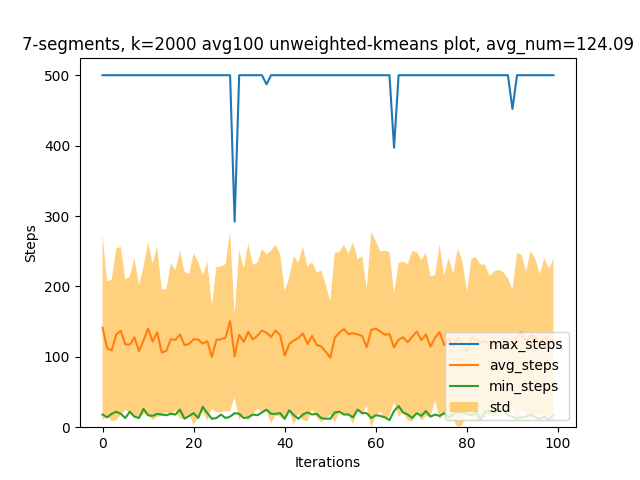 7-segments, k=2000 avg100 unweighted-kmeans plot, avg_num=124.09
500
400
300
200
100
0
Steps
0 20 40 60 80 100
Iterations
max_steps
avg_steps
min_steps
std